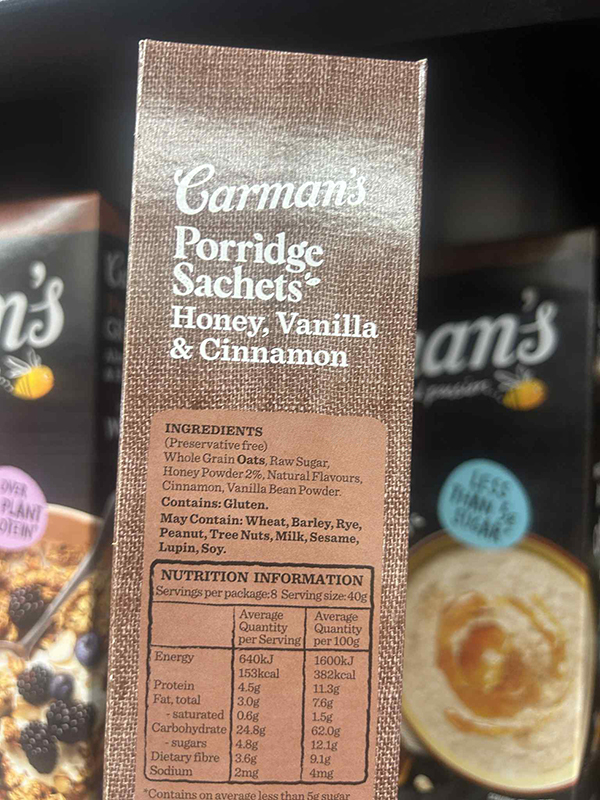 Carman's
Porridge
Sachets
Honey, Vanilla
& Cinnamon
INGREDIENTS
(Preservative free)
Whole Grain Oats, Raw Sugar,
Honey Powder 2%, Natural Flavours,
Cinnamon, Vanilla Bean Powder.
Contains: Gluten.
May Contain: Wheat, Barley, Rye,
Peanut, Tree Nuts, Milk, Sesame,
Lupin, Soy.
NUTRITION INFORMATION
Servings per package:8 Serving size:40g
Average Quantity per Serving Average Quantity per 100g
Energy 640kJ 1600kJ
153kcal 382kcal
Protein 4.5g 11.3g
Fat, total 3.0g 7.6g
- saturated 0.6g 1.5g
Carbohydrate 24.8g 62.0g
- sugars 4.8g 12.1g
Dietary fibre 3.6g 9.1g
Sodium 2mg 4mg
*Contains on average less than 5g sugar
n's
OVER
PLANT
an's
LESS
THAN 5g
SUGAR*